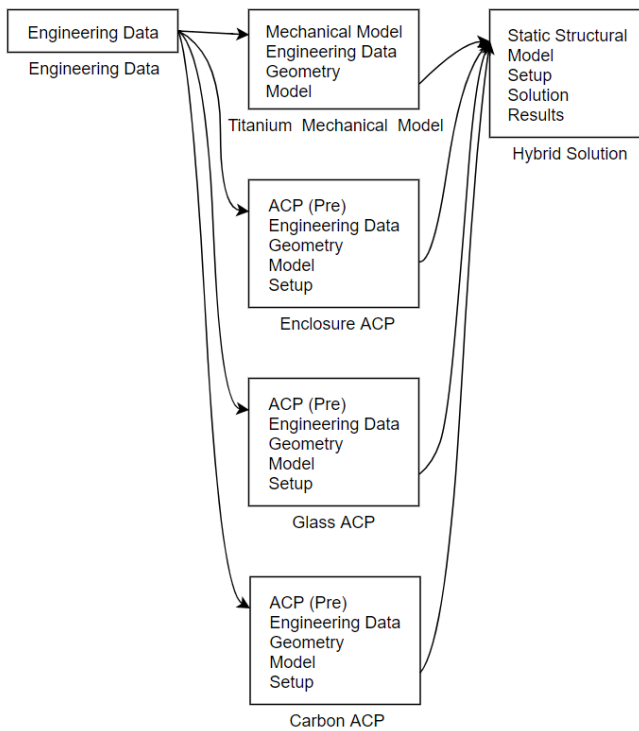 Engineering Data
Engineering Data
Mechanical Model
Engineering Data
Geometry
Model
Titanium Mechanical Model
Static Structural
Model
Setup
Solution
Results
Hybrid Solution
ACP (Pre)
Engineering Data
Geometry
Model
Setup
Enclosure ACP
ACP (Pre)
Engineering Data
Geometry
Model
Setup
Glass ACP
ACP (Pre)
Engineering Data
Geometry
Model
Setup
Carbon ACP